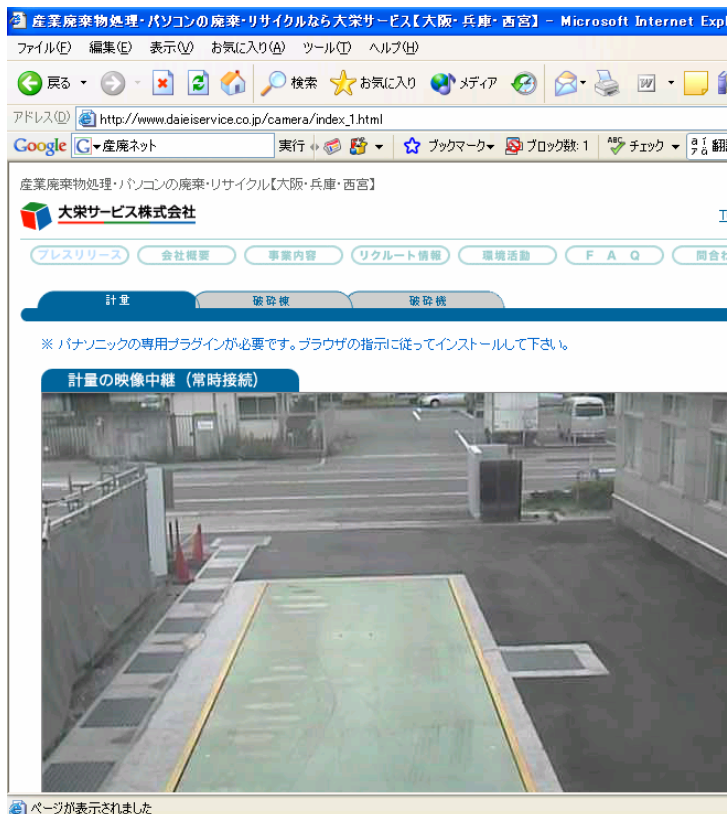 産業廃棄物処理・パソコンの廃棄・リサイクルなら大栄サービス【大阪・兵庫・西宮】 - Microsoft Internet Expl
ファイル(F) 編集(E) 表示(V) お気に入り(A) ツール(T) ヘルプ(H)
戻る 検索 お気に入り メディア
アドレス(D) http://www.daieiservice.co.jp/camera/index_1.html
Google G 産廃ネット 実行 ブックマーク ブロック数: 1 ABC チェック 翻
産業廃棄物処理・パソコンの廃棄・リサイクル【大阪・兵庫・西宮】
大栄サービス株式会社
プレスリリース 会社概要 事業内容 リクルート情報 環境活動 F A Q 問合
計量 破砕棟 破砕機
※ パナソニックの専用プラグインが必要です。ブラウザの指示に従ってインストールして下さい。
計量の映像中継（常時接続）
ページが表示されました